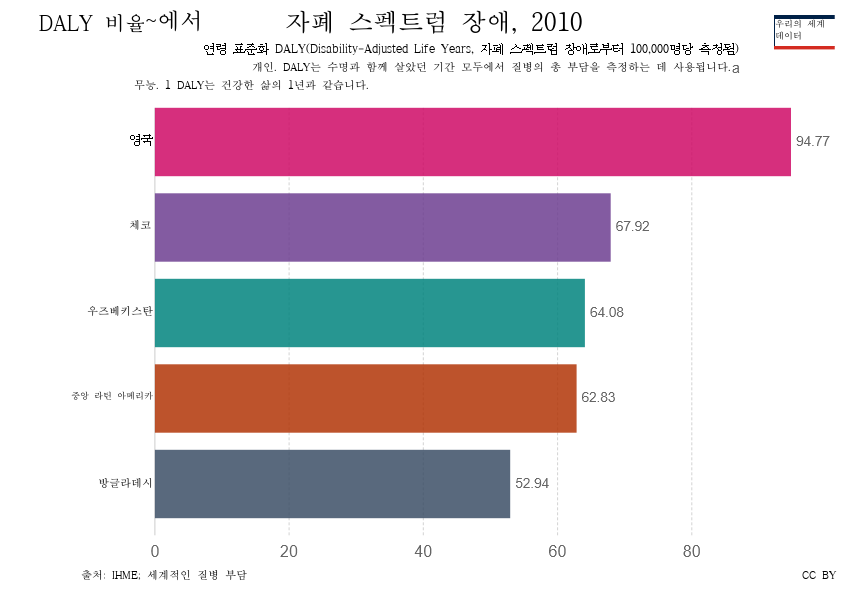 DALY 비율~에서 자폐 스펙트럼 장애, 2010
우리의 세계
데이터
연령 표준화 DALY(Disability-Adjusted Life Years, 자폐 스펙트럼 장애로부터 100,000명당 측정됨)
개인. DALY는 수명과 함께 살았던 기간 모두에서 질병의 총 부담을 측정하는 데 사용됩니다.a
무능. 1 DALY는 건강한 삶의 1년과 같습니다.
영국 94.77
체코 67.92
우즈베키스탄 64.08
중앙 라틴 아메리카 62.83
방글라데시 52.94
0 20 40 60 80
출처: IHME; 세계적인 질병 부담 CC BY